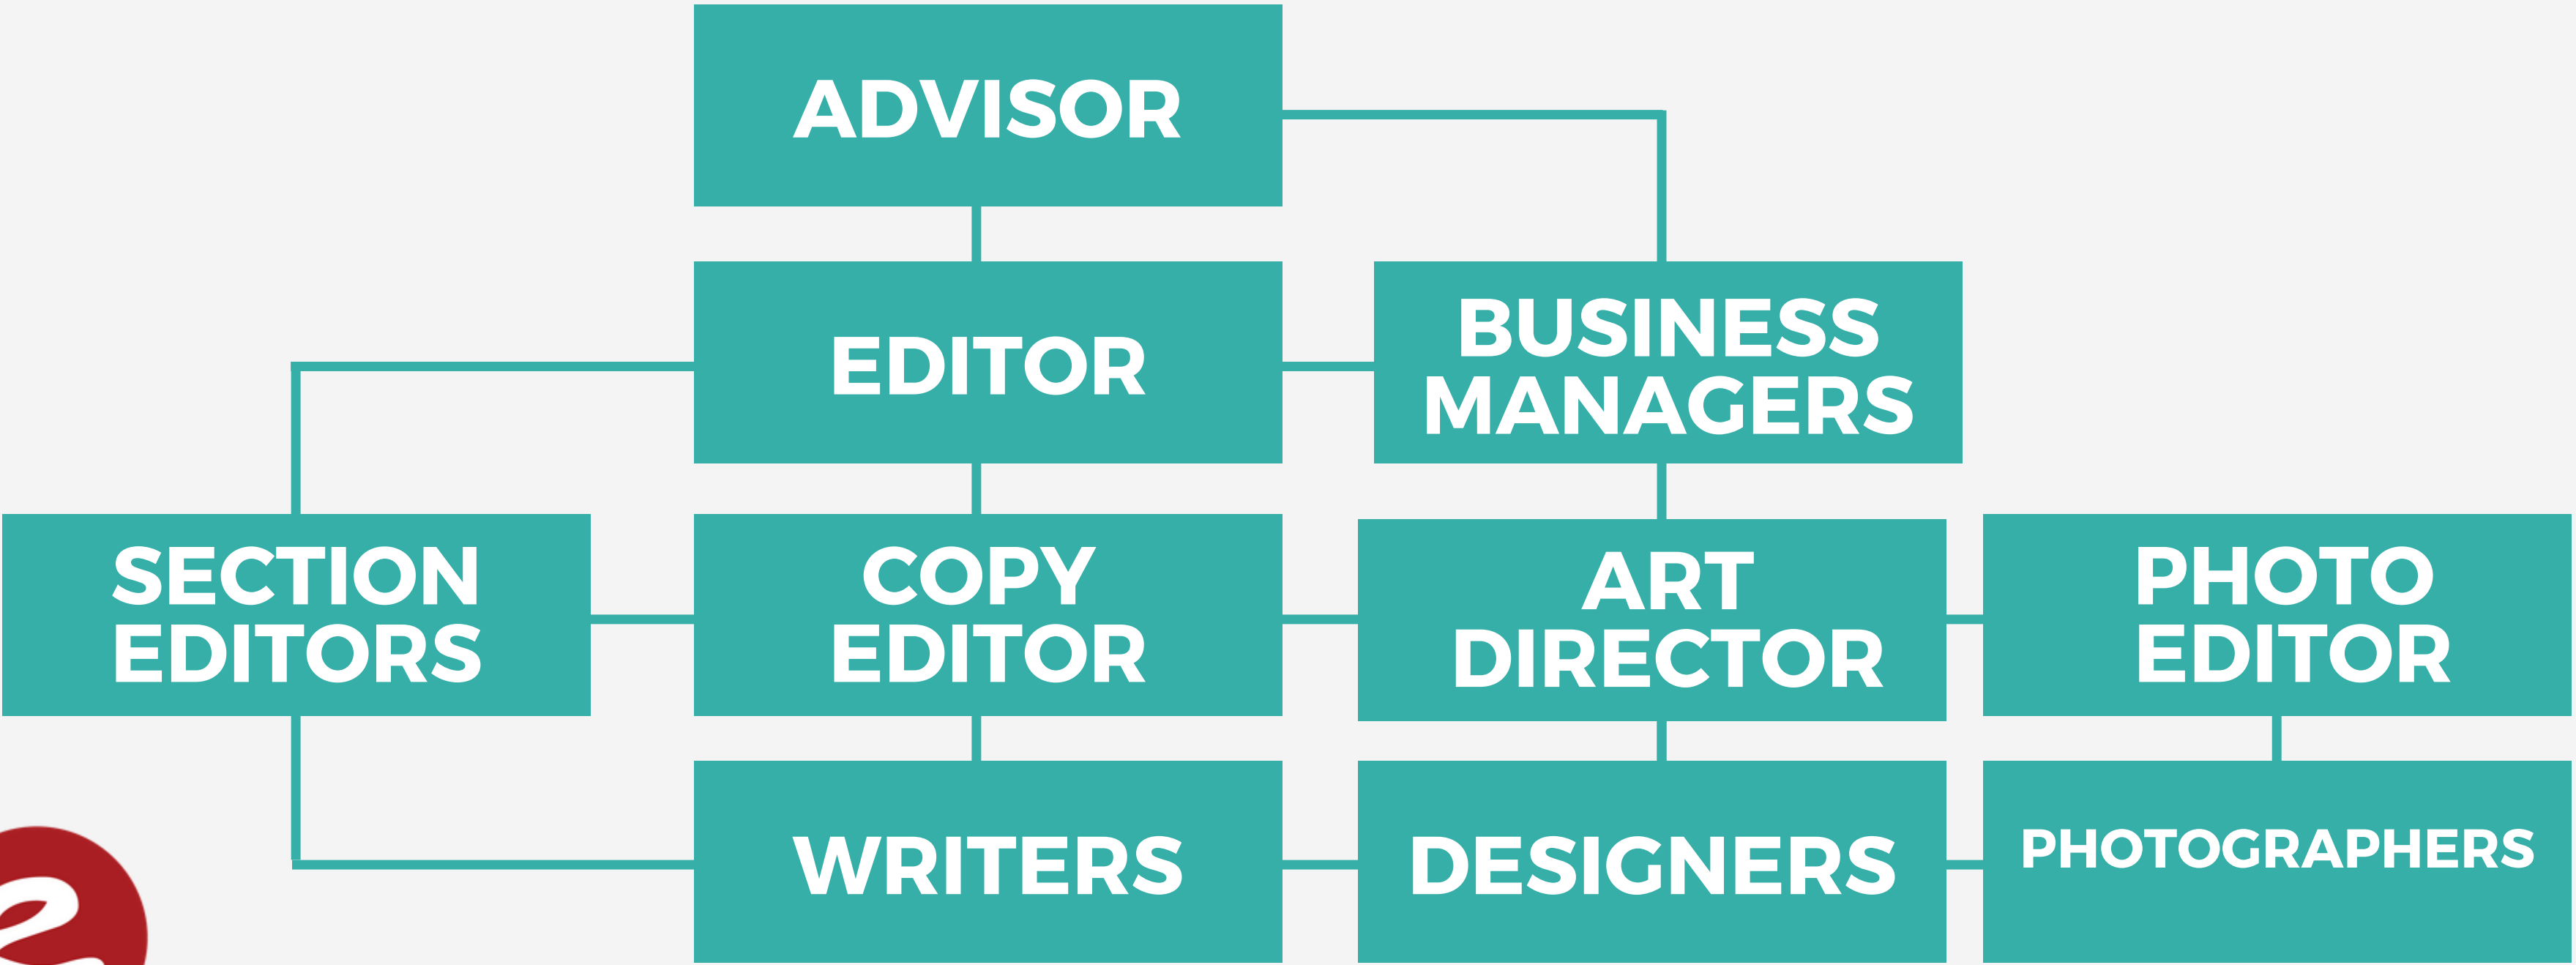 ADVISOR
EDITOR
BUSINESS
MANAGERS
SECTION
EDITORS
COPY
EDITOR
ART
DIRECTOR
PHOTO
EDITOR
WRITERS
DESIGNERS
PHOTOGRAPHERS